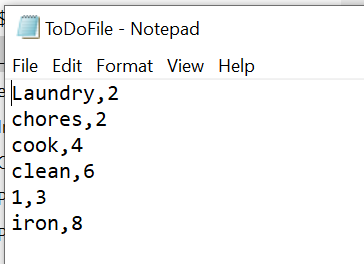 ToDoFile - Notepad
File Edit Format View Help
Laundry,2
chores,2
cook,4
clean,6
1,3
iron,8